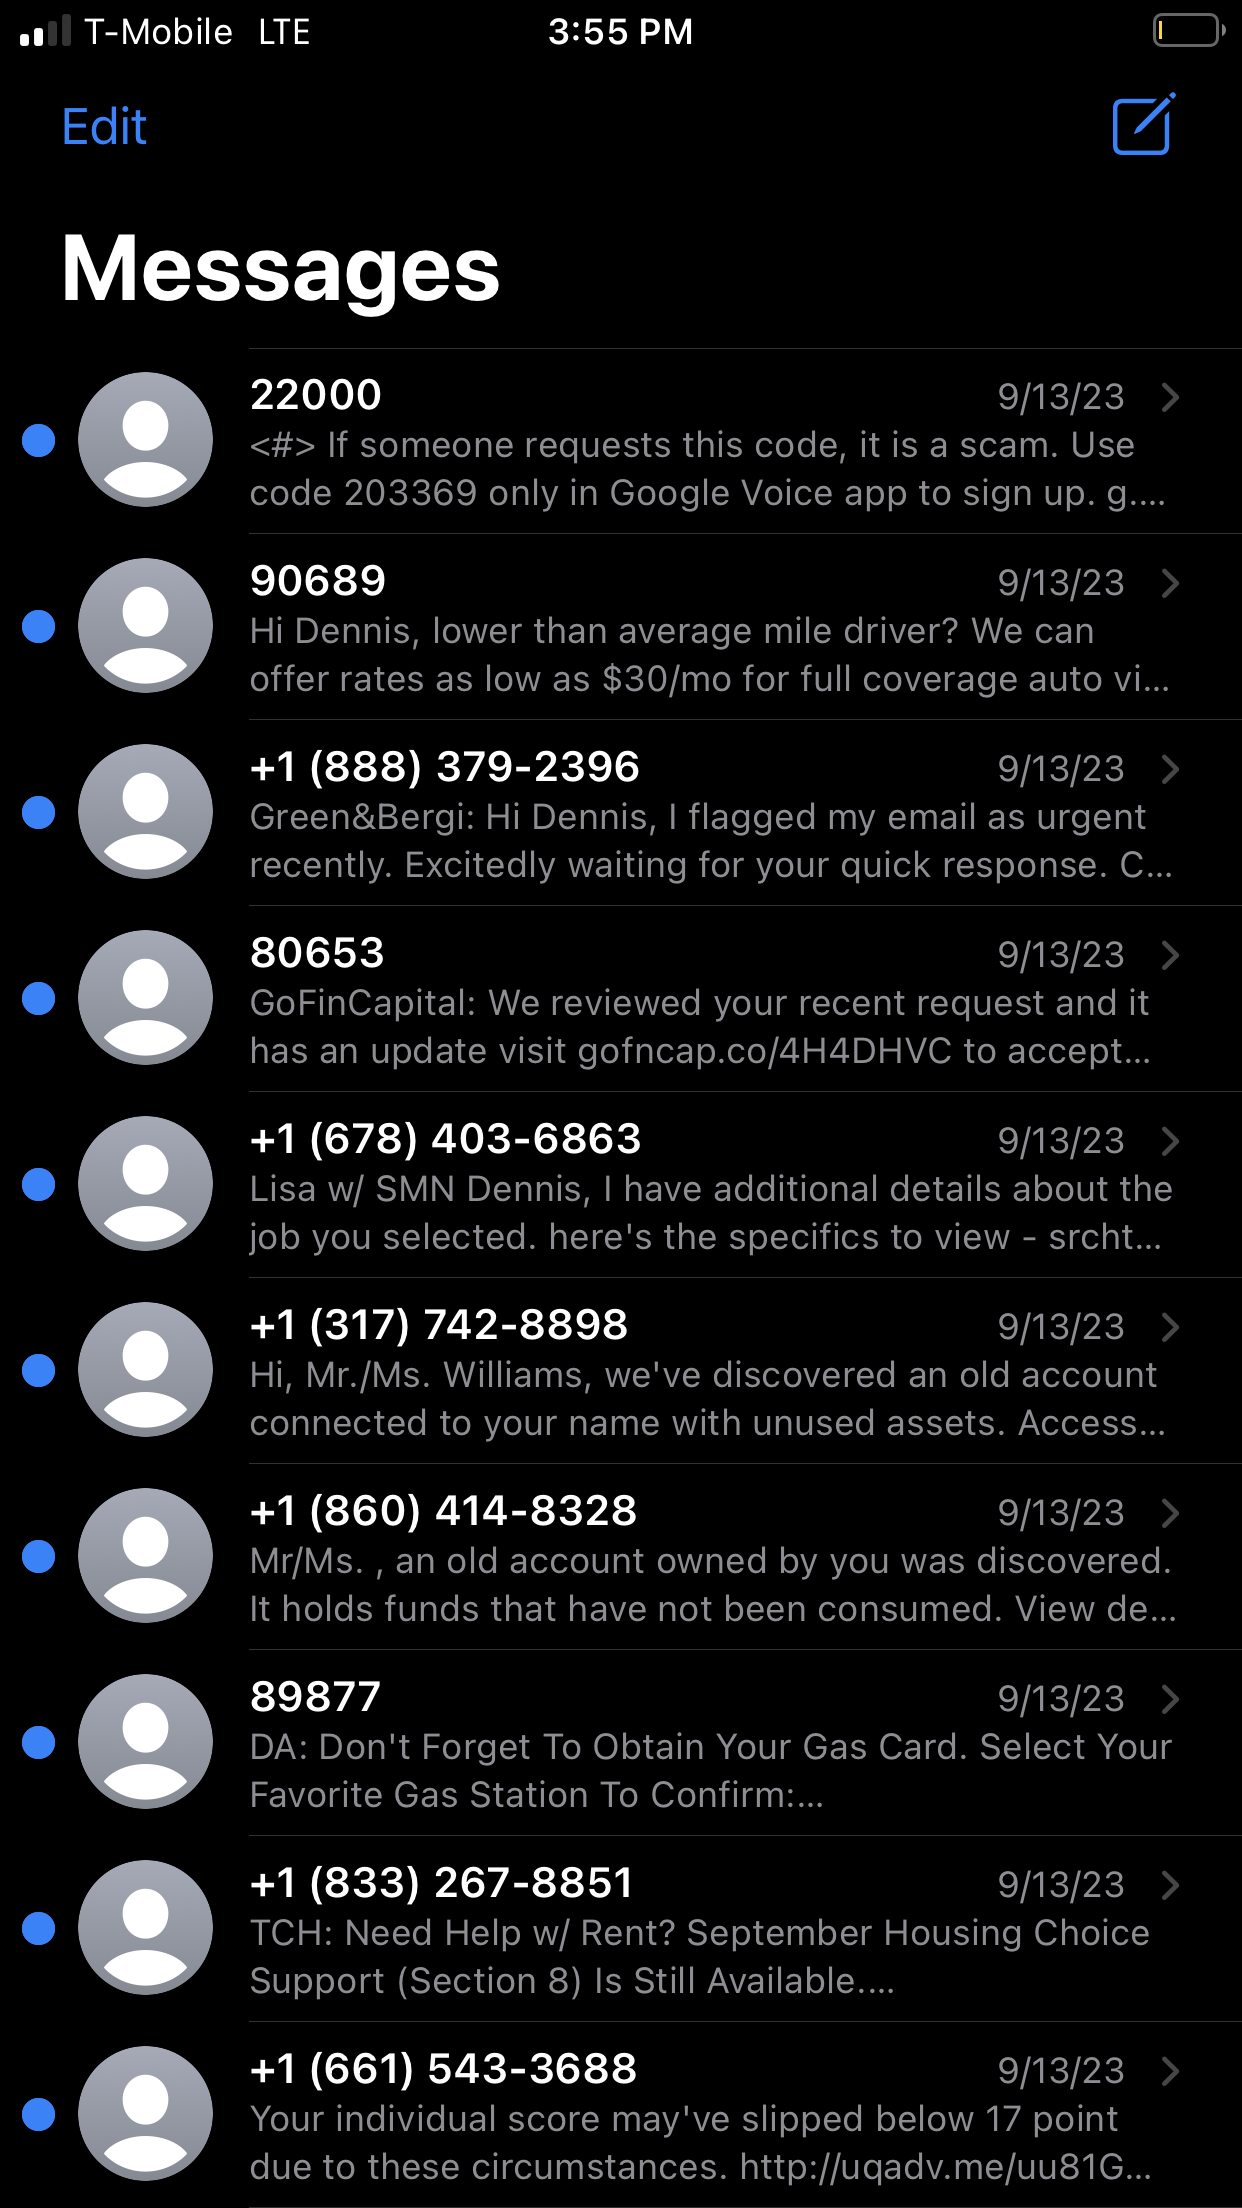 T-Mobile LTE 3:55 PM
Edit
Messages
22000 9/13/23
<#> If someone requests this code, it is a scam. Use
code 203369 only in Google Voice app to sign up. g....
90689 9/13/23
Hi Dennis, lower than average mile driver? We can
offer rates as low as $30/mo for full coverage auto vi...
+1 (888) 379-2396 9/13/23
Green&Bergi: Hi Dennis, I flagged my email as urgent
recently. Excitedly waiting for your quick response. C...
80653 9/13/23
GoFinCapital: We reviewed your recent request and it
has an update visit gofncap.co/4H4DHVC to accept...
+1 (678) 403-6863 9/13/23
Lisa w/ SMN Dennis, I have additional details about the
job you selected. here's the specifics to view - srcht...
+1 (317) 742-8898 9/13/23
Hi, Mr./Ms. Williams, we've discovered an old account
connected to your name with unused assets. Access...
+1 (860) 414-8328 9/13/23
Mr/Ms. , an old account owned by you was discovered.
It holds funds that have not been consumed. View de...
89877 9/13/23
DA: Don't Forget To Obtain Your Gas Card. Select Your
Favorite Gas Station To Confirm:...
+1 (833) 267-8851 9/13/23
TCH: Need Help w/ Rent? September Housing Choice
Support (Section 8) Is Still Available....
+1 (661) 543-3688 9/13/23
Your individual score may've slipped below 17 point
due to these circumstances. http://uqadv.me/uu81G...